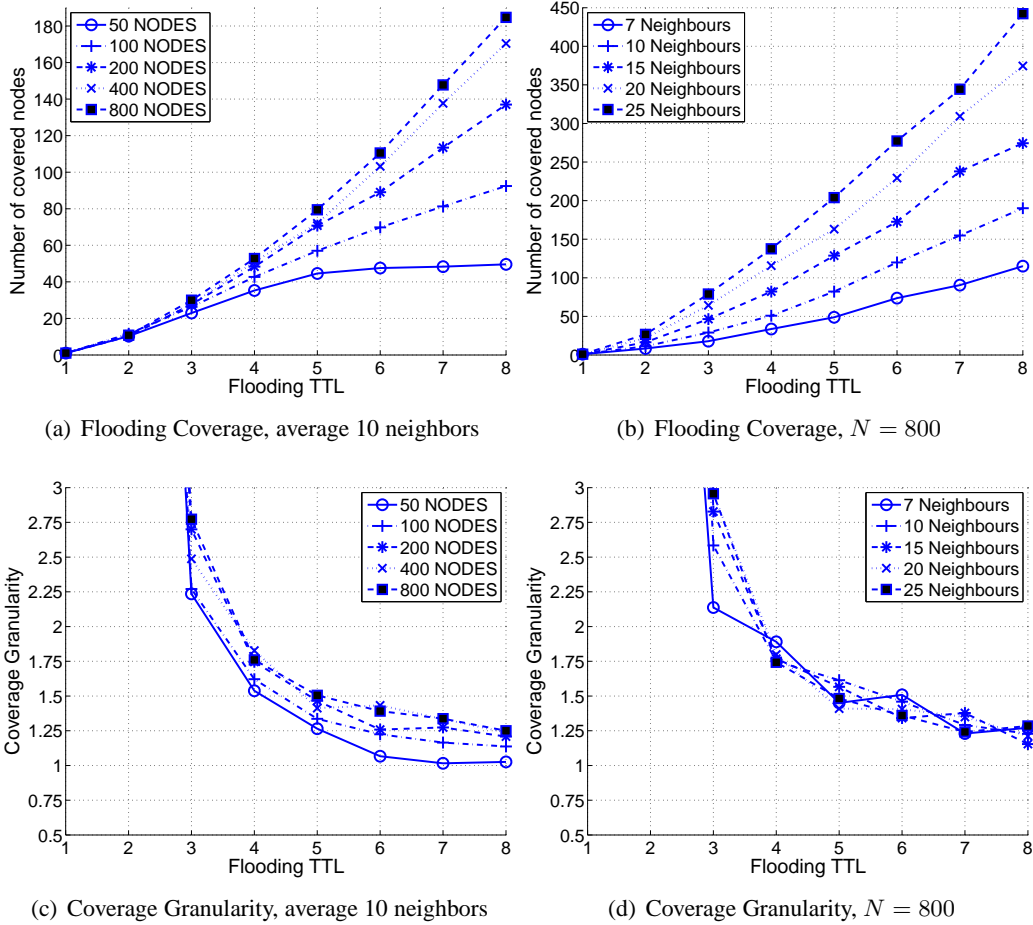 180
160
140
120
100
80
60
40
20
0
Number of covered nodes
50 NODES
100 NODES
200 NODES
400 NODES
800 NODES
1 2 3 4 5 6 7 8
Flooding TTL
(a) Flooding Coverage, average 10 neighbors
450
400
350
300
250
200
150
100
50
0
Number of covered nodes
7 Neighbours
10 Neighbours
15 Neighbours
20 Neighbours
25 Neighbours
1 2 3 4 5 6 7 8
Flooding TTL
(b) Flooding Coverage, N = 800
3
2.75
2.5
2.25
2
1.75
1.5
1.25
1
0.75
0.5
Coverage Granularity
50 NODES
100 NODES
200 NODES
400 NODES
800 NODES
1 2 3 4 5 6 7 8
Flooding TTL
(c) Coverage Granularity, average 10 neighbors
3
2.75
2.5
2.25
2
1.75
1.5
1.25
1
0.75
0.5
Coverage Granularity
7 Neighbours
10 Neighbours
15 Neighbours
20 Neighbours
25 Neighbours
1 2 3 4 5 6 7 8
Flooding TTL
(d) Coverage Granularity, N = 800